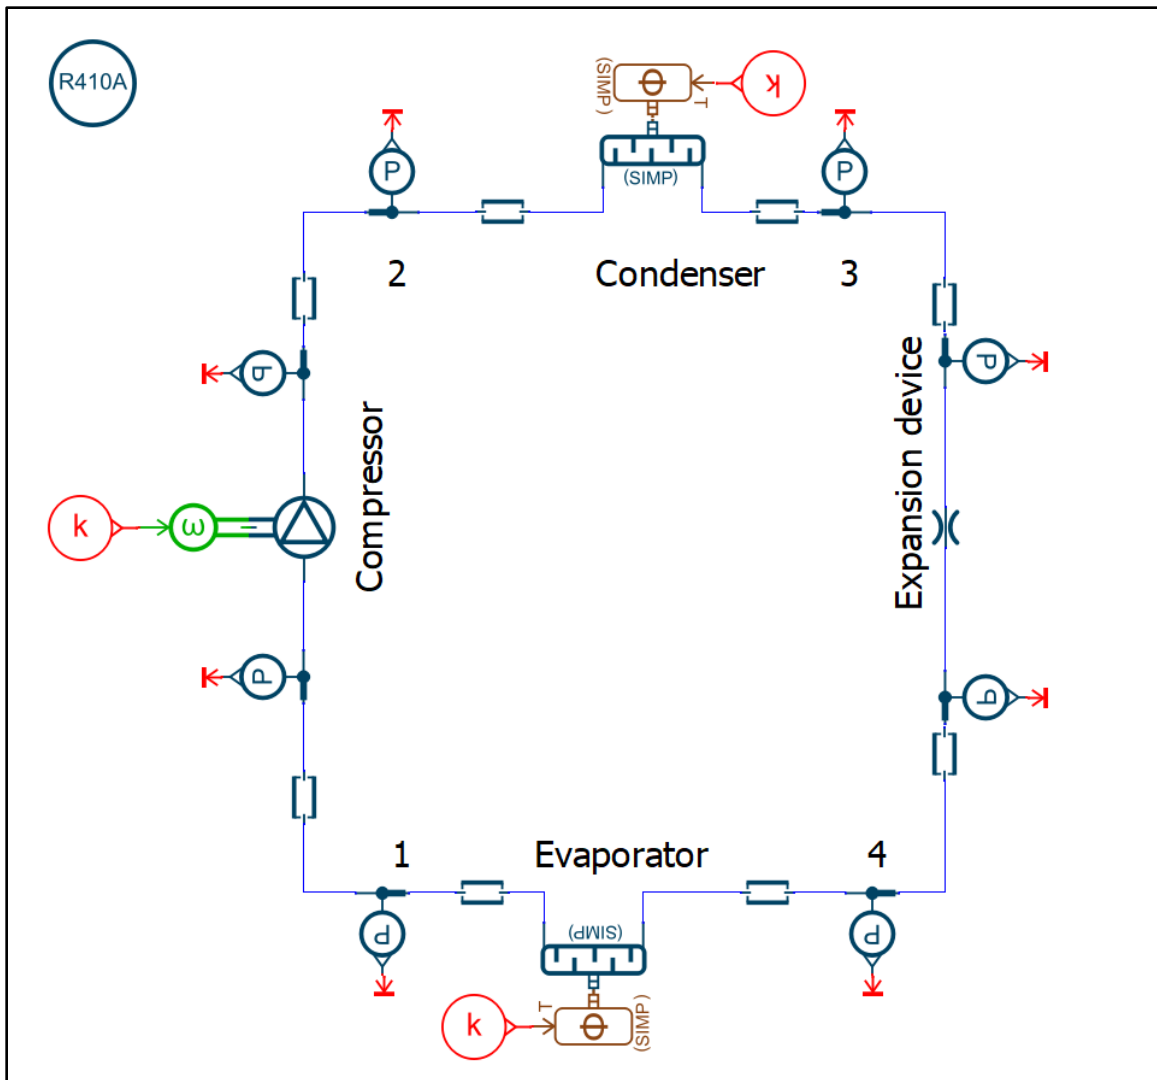 R410A
(SIMP)
Θ
T
k
P
P
(SIMP)
2
Condenser
3
P
P
Compressor
Expansion device
k
ω
P
P
1
Evaporator
4
P
(SIMP)
P
k
T
Θ
(SIMP)